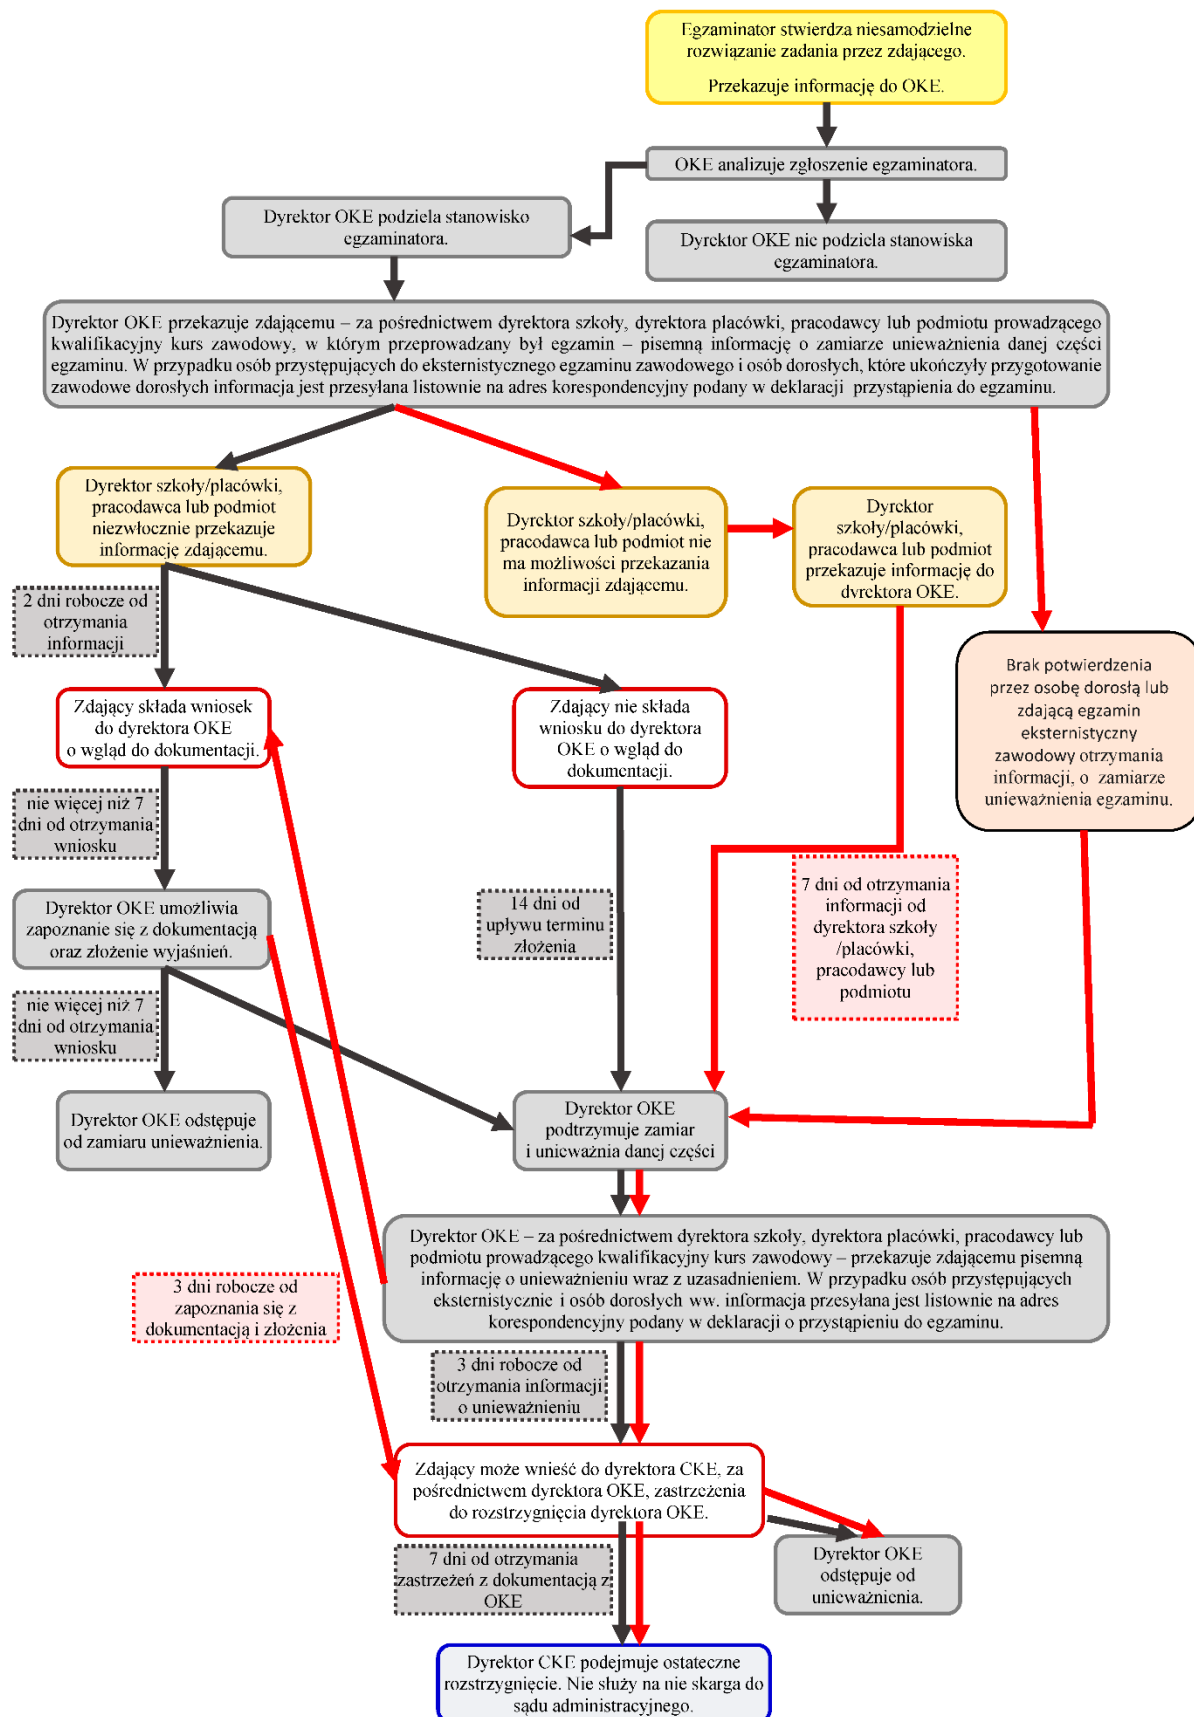 Egzaminator stwierdza niesamodzielne
rozwiązanie zadania przez zdającego.
Przekazuje informację do OKE.
OKE analizuje zgłoszenie egzaminatora.
Dyrektor OKE podziela stanowisko
egzaminatora.
Dyrektor OKE nie podziela stanowiska
egzaminatora.
Dyrektor OKE przekazuje zdającemu – za pośrednictwem dyrektora szkoły, dyrektora placówki, pracodawcy lub podmiotu prowadzącego
kwalifikacyjny kurs zawodowy, w którym przeprowadzany był egzamin – pisemną informację o zamiarze unieważnienia danej części
egzaminu. W przypadku osób przystępujących do eksternistycznego egzaminu zawodowego i osób dorosłych, które ukończyły przygotowanie
zawodowe dorosłych informacja jest przesyłana listownie na adres korespondencyjny podany w deklaracji przystąpienia do egzaminu.
Dyrektor szkoły/placówki,
pracodawca lub podmiot
niezwłocznie przekazuje
informację zdającemu.
Dyrektor szkoły/placówki,
pracodawca lub podmiot nie
ma możliwości przekazania
informacji zdającemu.
Dyrektor
szkoły/placówki,
pracodawca lub podmiot
przekazuje informację do
dyrektora OKE.
2 dni robocze od
otrzymania
informacji
Brak potwierdzenia
przez osobę dorosłą lub
zdającą egzamin
eksternistyczny
zawodowy otrzymania
informacji, o zamiarze
unieważnienia egzaminu.
Zdający składa wniosek
do dyrektora OKE
o wgląd do dokumentacji.
Zdający nie składa
wniosku do dyrektora
OKE o wgląd do
dokumentacji.
nie więcej niż 7
dni od otrzymania
wniosku
Dyrektor OKE umożliwia
zapoznanie się z dokumentacją
oraz złożenie wyjaśnień.
14 dni od
upływu terminu
złożenia
7 dni od otrzymania
informacji od
dyrektora szkoły
/placówki,
pracodawcy lub
podmiotu
nie więcej niż 7
dni od otrzymania
wniosku
Dyrektor OKE odstępuje
od zamiaru unieważnienia.
Dyrektor OKE
podtrzymuje zamiar
i unieważnia danej części
Dyrektor OKE – za pośrednictwem dyrektora szkoły, dyrektora placówki, pracodawcy lub
podmiotu prowadzącego kwalifikacyjny kurs zawodowy – przekazuje zdającemu pisemną
informację o unieważnieniu wraz z uzasadnieniem. W przypadku osób przystępujących
eksternistycznie i osób dorosłych ww. informacja przesyłana jest listownie na adres
korespondencyjny podany w deklaracji o przystąpieniu do egzaminu.
3 dni robocze od
zapoznania się z
dokumentacją i złożenia
3 dni robocze od
otrzymania informacji
o unieważnieniu
Zdający może wnieść do dyrektora CKE, za
pośrednictwem dyrektora OKE, zastrzeżenia
do rozstrzygnięcia dyrektora OKE.
7 dni od otrzymania
zastrzeżeń z dokumentacją z
OKE
Dyrektor OKE
odstępuje od
unieważnienia.
Dyrektor CKE podejmuje ostateczne
rozstrzygnięcie. Nie służy na nie skarga do
sądu administracyjnego.